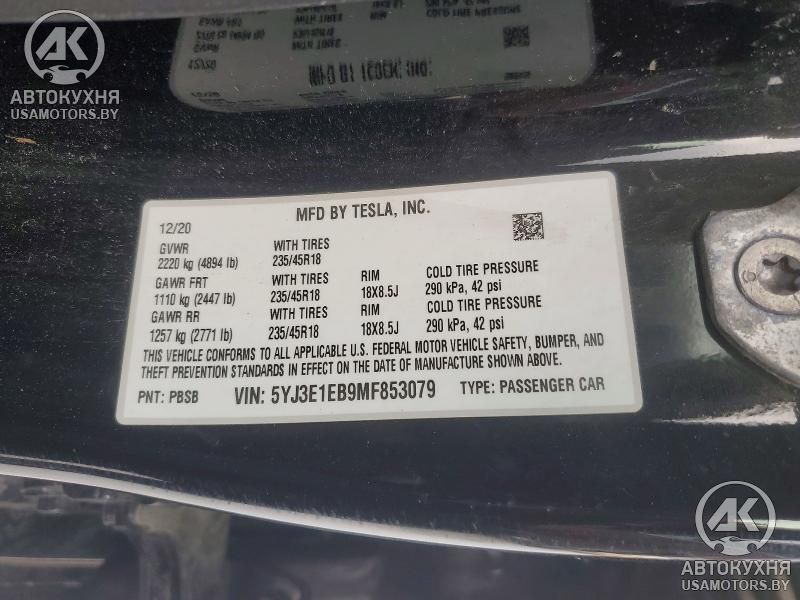 AK
АВТОКУХНЯ
USAMOTORS.BY
MFD BY TESLA, INC.
12/20
GVWR WITH TIRES
2220 kg (4894 lb) 235/45R18
GAWR FRT WITH TIRES RIM COLD TIRE PRESSURE
1110 kg (2447 lb) 235/45R18 18X8.5J 290 kPa, 42 psi
GAWR RR WITH TIRES RIM COLD TIRE PRESSURE
1257 kg (2771 lb) 235/45R18 18X8.5J 290 kPa, 42 psi
THIS VEHICLE CONFORMS TO ALL APPLICABLE U.S. FEDERAL MOTOR VEHICLE SAFETY, BUMPER, AND
THEFT PREVENTION STANDARDS IN EFFECT ON THE DATE OF MANUFACTURE SHOWN ABOVE.
PNT: PBSB VIN: 5YJ3E1EB9MF853079 TYPE: PASSENGER CAR
AK
АВТОКУХНЯ
USAMOTORS.BY